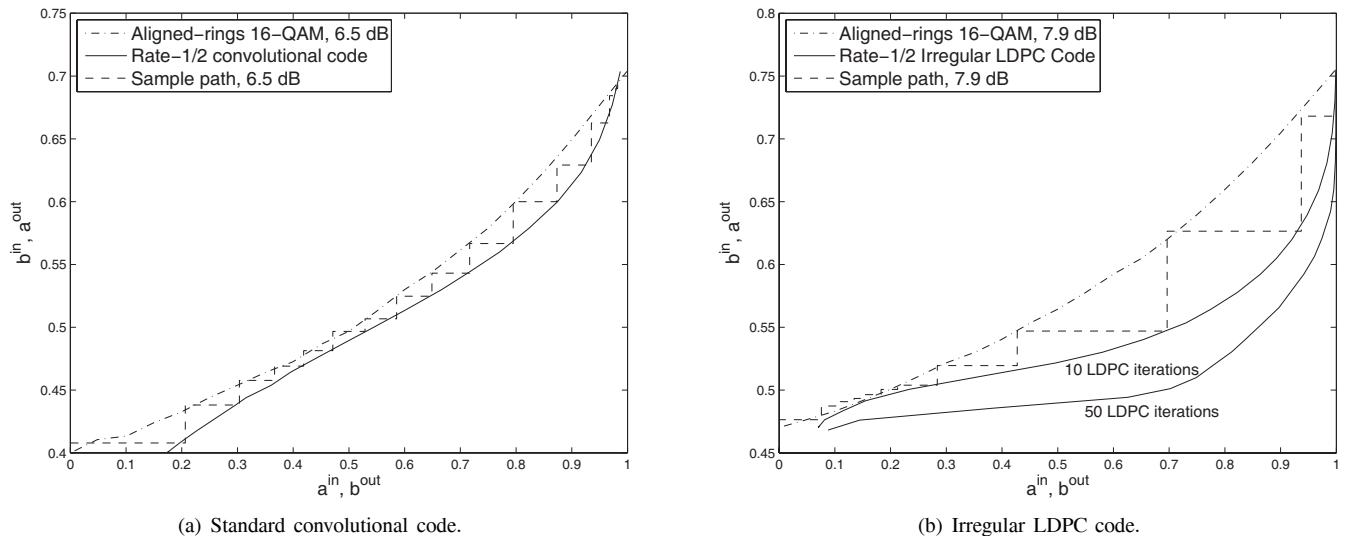 Aligned−rings 16−QAM, 6.5 dB
Rate−1/2 convolutional code
Sample path, 6.5 dB
0.7
0.65
0.6
0.55
0.5
0.45
0.4
b^in, a^out
0 0.1 0.2 0.3 0.4 0.5 0.6 0.7 0.8 0.9 1
a^in, b^out
(a) Standard convolutional code.
Aligned−rings 16−QAM, 7.9 dB
Rate−1/2 Irregular LDPC Code
Sample path, 7.9 dB
0.8
0.75
0.7
0.65
0.6
0.55
0.5
0.45
b^in, a^out
10 LDPC iterations
50 LDPC iterations
0 0.1 0.2 0.3 0.4 0.5 0.6 0.7 0.8 0.9 1
a^in, b^out
(b) Irregular LDPC code.